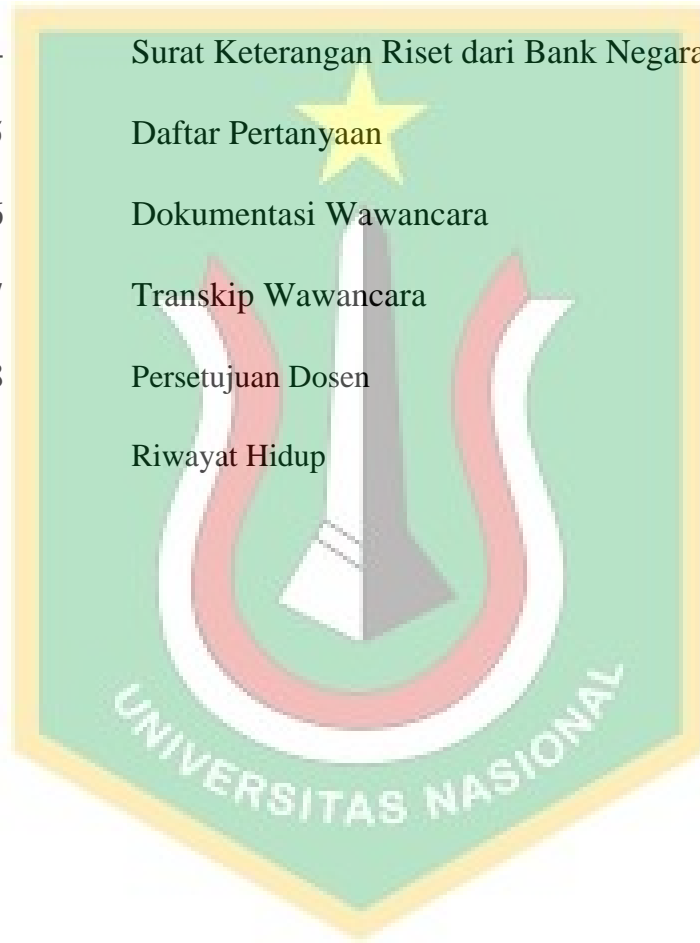 Surat Keterangan Riset dari Bank Negara
Daftar Pertanyaan
Dokumentasi Wawancara
Transkip Wawancara
Persetujuan Dosen
Riwayat Hidup
UNIVERSITAS NASIONAL